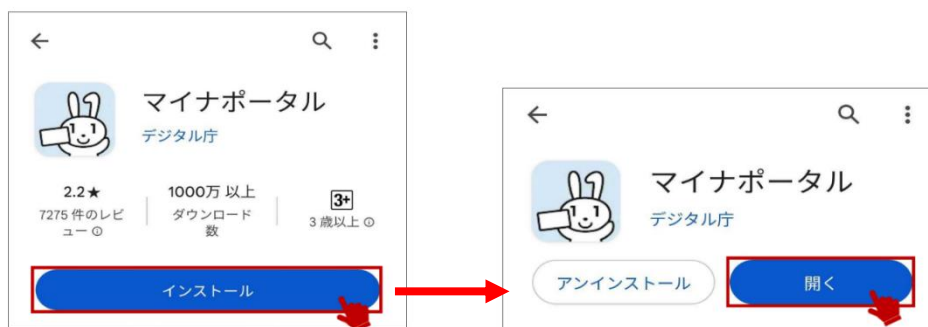 マイナポータル
デジタル庁
2.2★
7275 件のレビ
ュー
1000万 以上
ダウンロード
数
3+
3 歳以上
インストール
マイナポータル
デジタル庁
アンインストール
開く